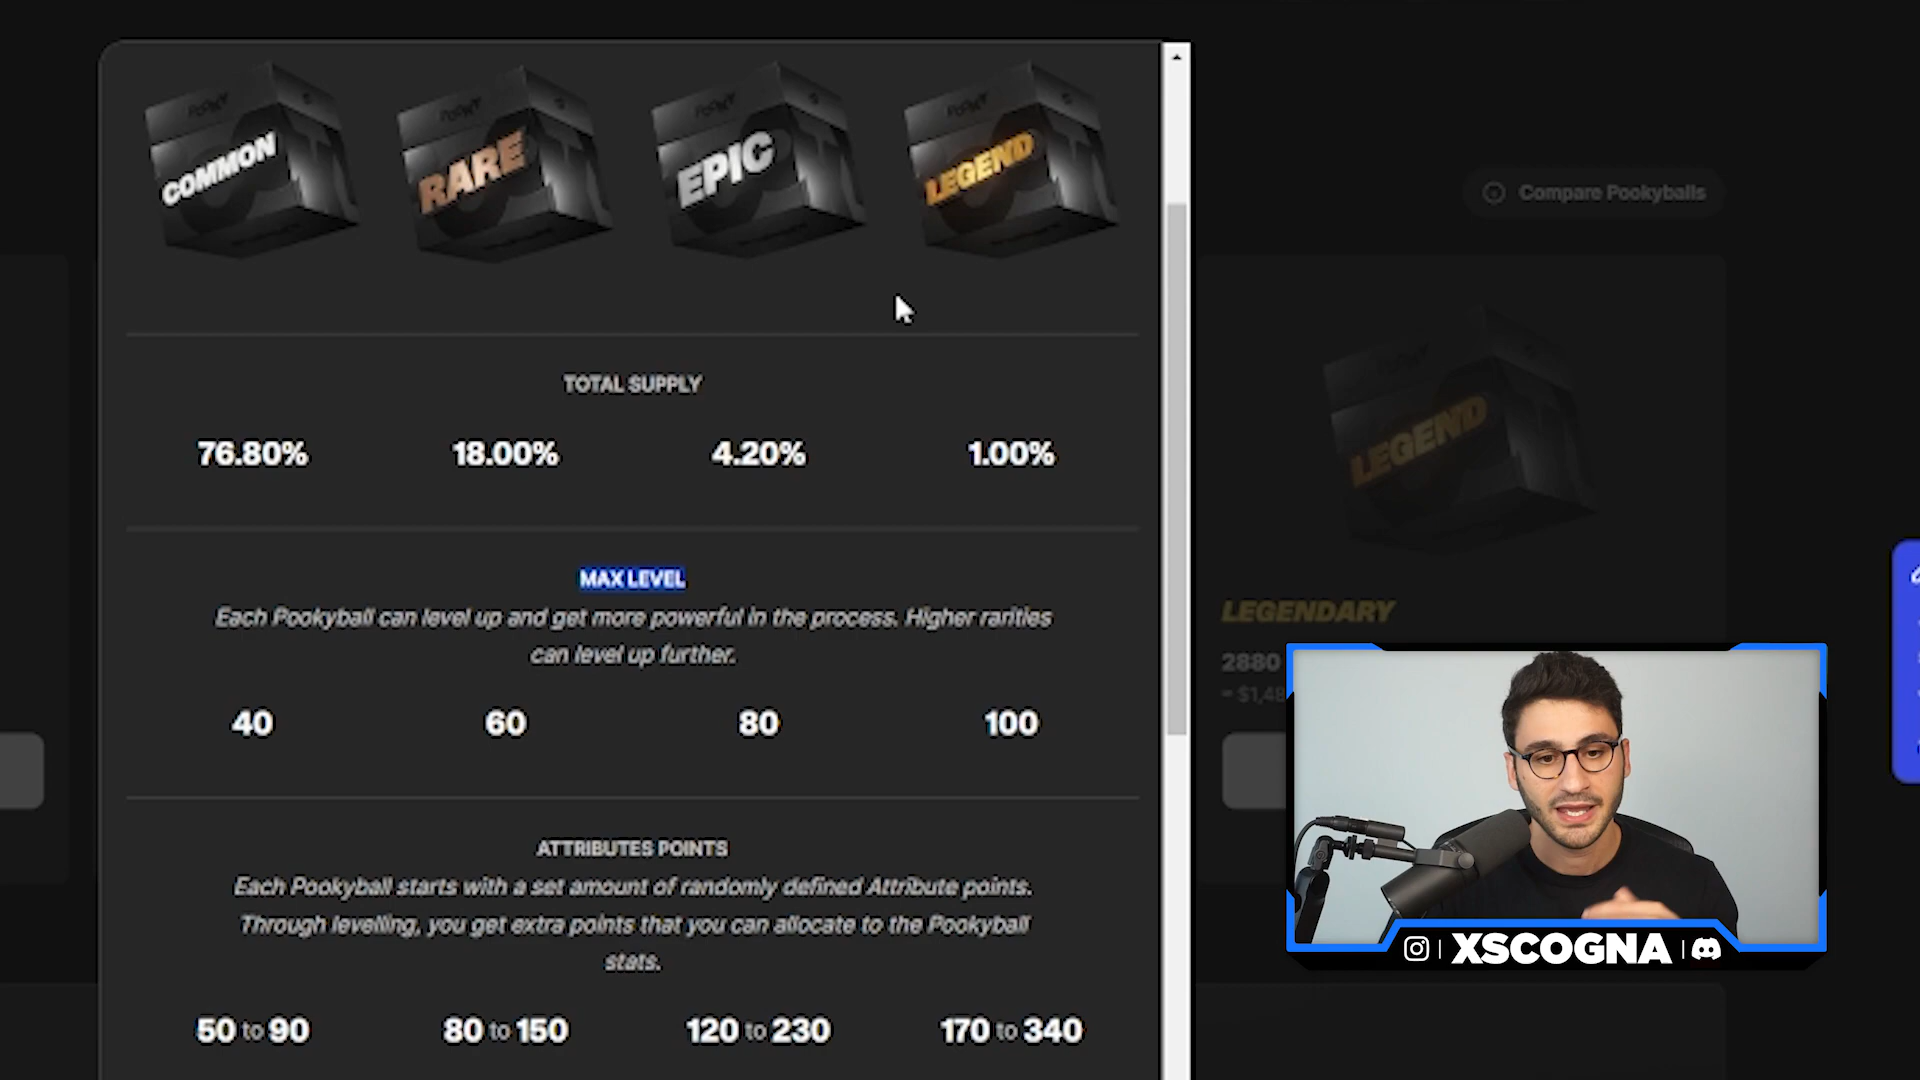 COMMON
RARE
EPIC
LEGEND
TOTAL SUPPLY
76.80%
18.00%
4.20%
1.00%
MAX LEVEL
Each Pookyball can level up and get more powerful in the process. Higher rarities
can level up further.
40
60
80
100
ATTRIBUTES POINTS
Each Pookyball starts with a set amount of randomly defined Attribute points.
Through levelling, you get extra points that you can allocate to the Pookyball
stats.
50 to 90
80 to 150
120 to 230
170 to 340
Compare Pookyballs
LEGEND
LEGENDARY
2880
XSCOGNA